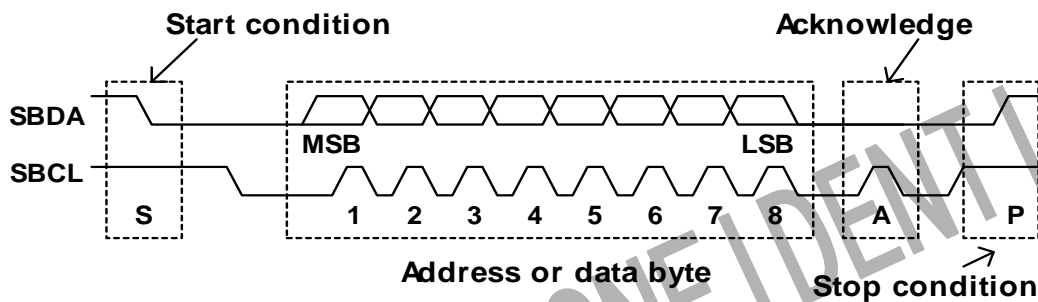 Start condition
Acknowledge
SBDA
MSB LSB
SBCL
S 1 2 3 4 5 6 7 8 A P
Address or data byte
Stop condition